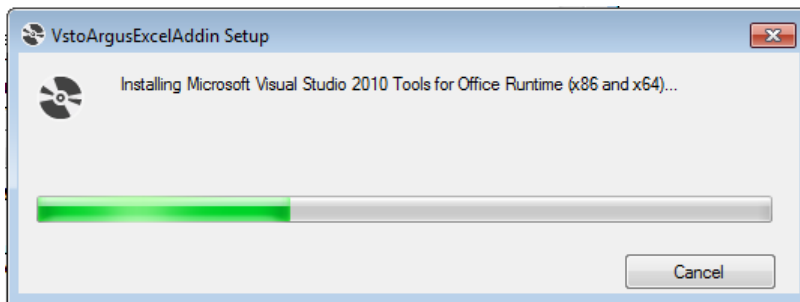 VstoArgusExcelAddin Setup
Installing Microsoft Visual Studio 2010 Tools for Office Runtime (x86 and x64)...
Cancel